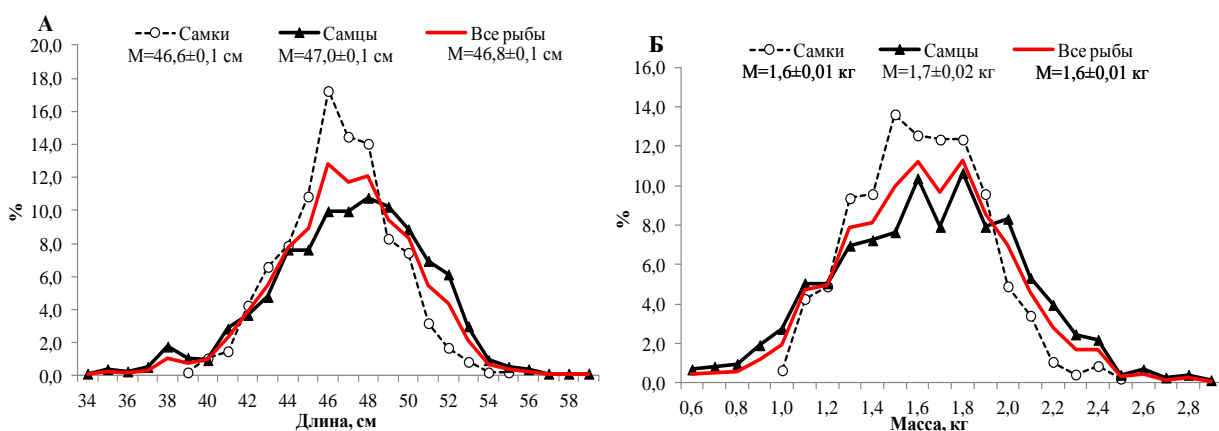 А
Самки Самцы Все рыбы
М=46,6±0,1 см М=47,0±0,1 см М=46,8±0,1 см
20,0
18,0
16,0
14,0
12,0
10,0
8,0
6,0
4,0
2,0
0,0
%
34 36 38 40 42 44 46 48 50 52 54 56 58
Длина, см
Б
Самки Самцы Все рыбы
М=1,6±0,01 кг М=1,7±0,02 кг М=1,6±0,01 кг
16,0
14,0
12,0
10,0
8,0
6,0
4,0
2,0
0,0
%
0,6 0,8 1,0 1,2 1,4 1,6 1,8 2,0 2,2 2,4 2,6 2,8
Масса, кг